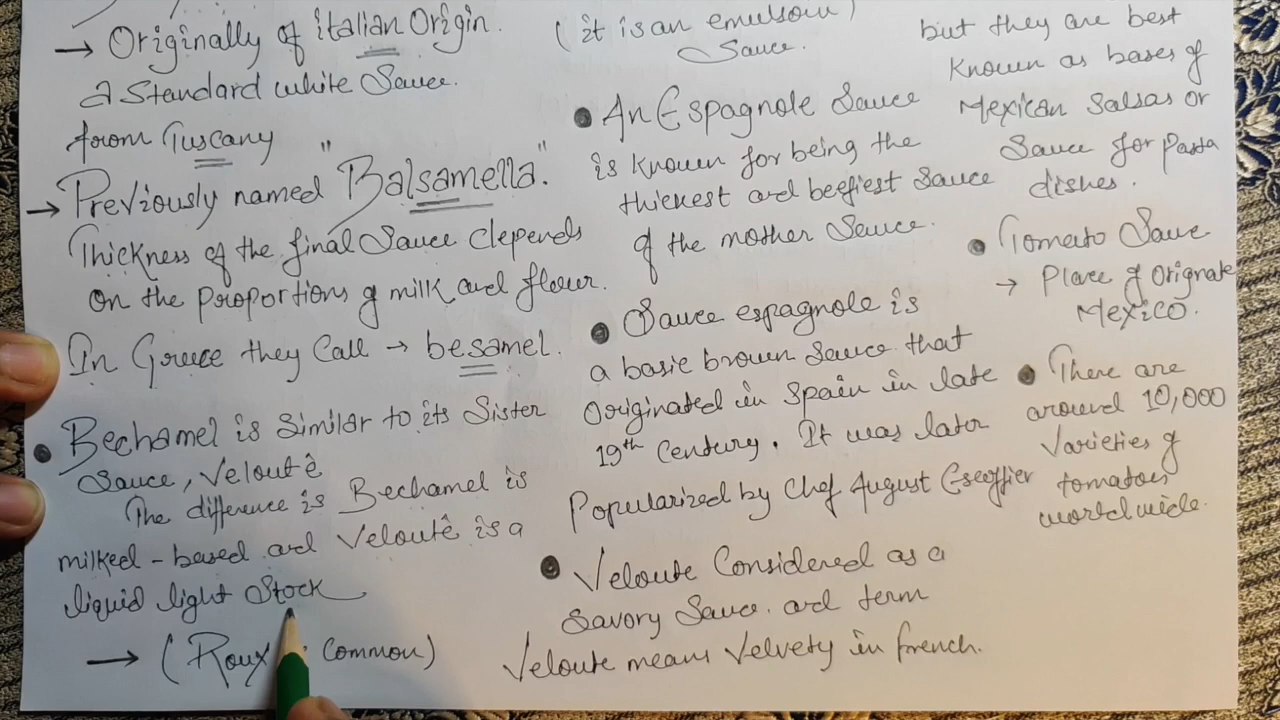 → Originally of italian Origin.
a Standard white Sauce.
from Tuscany
→ Previously named "Balsamella."
Thickness of the final Sauce depends
on the proportions of milk and flour.
In Greece they Call → besamel.
• Bechamel is Similar to its Sister
Sauce, Veloutê
The difference is Bechamel is
milked - based and Veloutê is a
liquid light Stock
→ (Roux Common)
(it is an emulsoin)
Sauce.
• An Espagnole Sauce
is Known for being the
thickest and beefiest Sauce
of the mother Sauce.
• Sauce espagnole is
a basic brown Sauce that
Originated in Spain in late
19th Century. It was later
Popularized by Chef August Escoffier
• Veloute Considered as a
Savory Sauce. and term
Veloute means Velvety in french.
but they are best
Known as bases of
Mexican Salsas or
Sauce for Pasta
dishes.
• Tomato Sauce
→ Place of Orignate
Mexico.
• There are
around 10,000
Varieties of
tomatoes
worldwide.